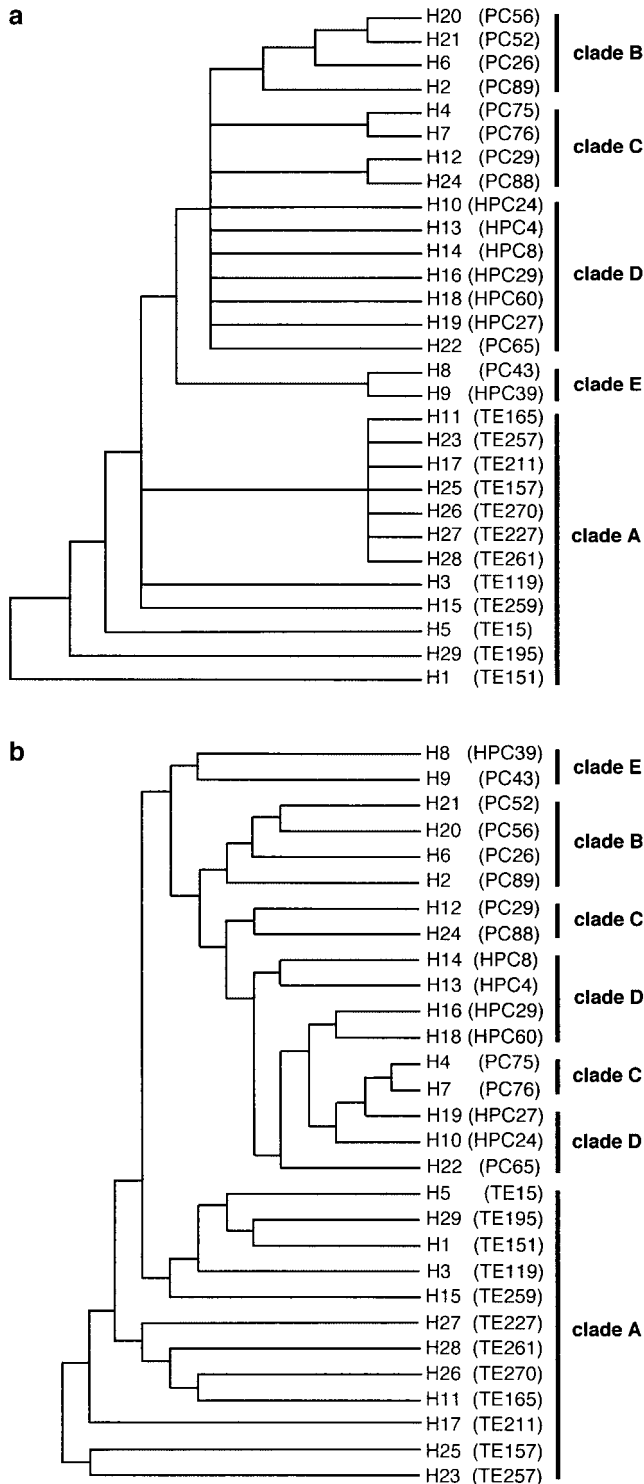 a
H20 (PC56)
H21 (PC52)
clade B
H6 (PC26)
H2 (PC89)
H4 (PC75)
H7 (PC76)
clade C
H12 (PC29)
H24 (PC88)
H10 (HPC24)
H13 (HPC4)
H14 (HPC8)
clade D
H16 (HPC29)
H18 (HPC60)
H19 (HPC27)
H22 (PC65)
H8 (PC43)
clade E
H9 (HPC39)
H11 (TE165)
H23 (TE257)
H17 (TE211)
H25 (TE157)
H26 (TE270)
H27 (TE227)
clade A
H28 (TE261)
H3 (TE119)
H15 (TE259)
H5 (TE15)
H29 (TE195)
H1 (TE151)
b
H8 (HPC39)
clade E
H9 (PC43)
H21 (PC52)
H20 (PC56)
clade B
H6 (PC26)
H2 (PC89)
H12 (PC29)
clade C
H24 (PC88)
H14 (HPC8)
H13 (HPC4)
clade D
H16 (HPC29)
H18 (HPC60)
H4 (PC75)
clade C
H7 (PC76)
H19 (HPC27)
H10 (HPC24)
clade D
H22 (PC65)
H5 (TE15)
H29 (TE195)
H1 (TE151)
H3 (TE119)
H15 (TE259)
H27 (TE227)
clade A
H28 (TE261)
H26 (TE270)
H11 (TE165)
H17 (TE211)
H25 (TE157)
H23 (TE257)